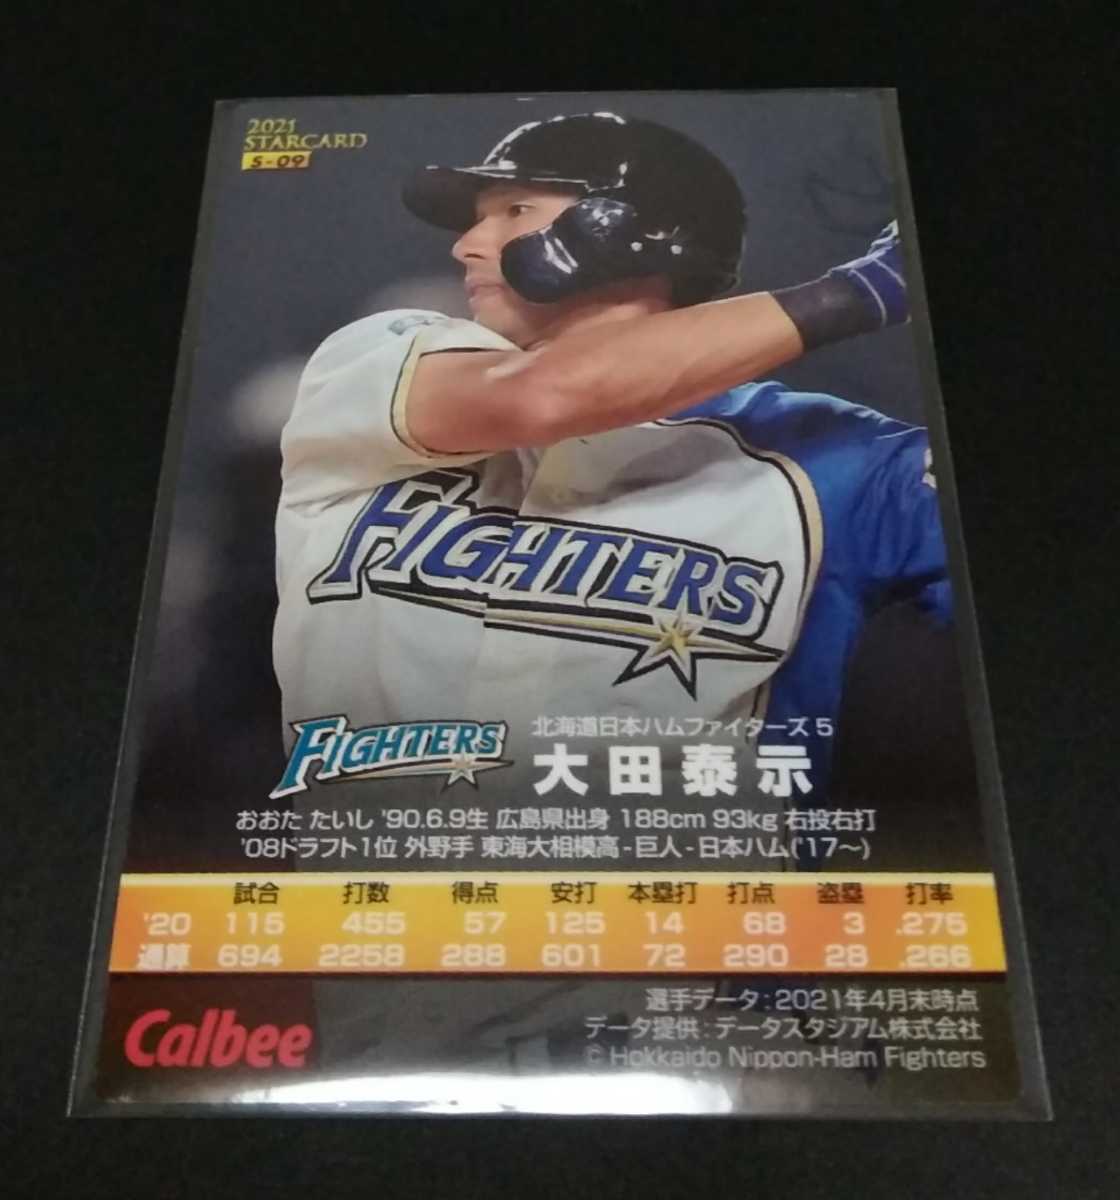 2021
STARCARD
S-09
FIGHTERS
FIGHTERS
北海道日本ハムファイターズ 5
大田泰示
おおた たいし '90.6.9生 広島県出身 188cm 93kg 右投右打
'08ドラフト1位 外野手 東海大相模高-巨人-日本ハム('17〜)
試合 打数 得点 安打 本塁打 打点 盗塁 打率
'20 115 455 57 125 14 68 3 .275
通算 694 2258 288 601 72 290 28 .266
選手データ:2021年4月末時点
データ提供:データスタジアム株式会社
Calbee
© Hokkaido Nippon-Ham Fighters